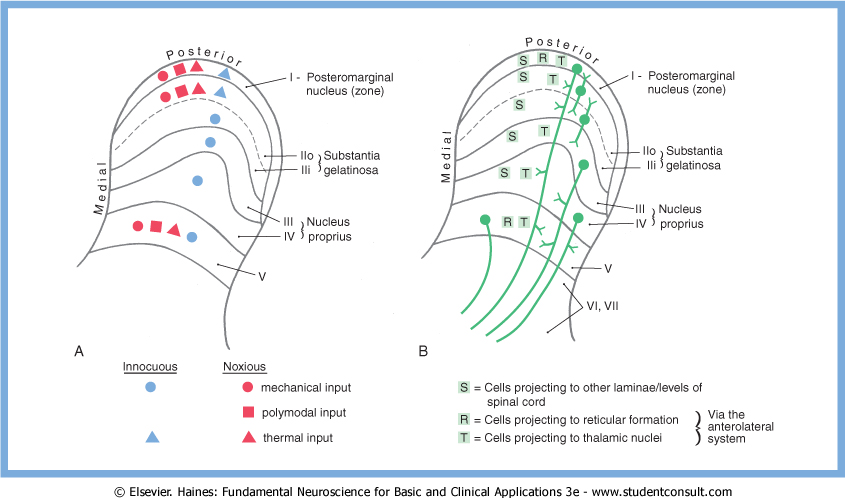 Posterior
I - Posteromarginal
nucleus (zone)
Medial
IIo
IIi
Substantia
gelatinosa
III
IV
Nucleus
proprius
V
A
Innocuous
Noxious
mechanical input
polymodal input
thermal input
Posterior
S R T
S T
S
S T
S T
R T
I - Posteromarginal
nucleus (zone)
Medial
IIo
IIi
Substantia
gelatinosa
III
IV
Nucleus
proprius
V
VI, VII
B
S = Cells projecting to other laminae/levels of
spinal cord
R = Cells projecting to reticular formation
T = Cells projecting to thalamic nuclei
Via the
anterolateral
system
© Elsevier. Haines: Fundamental Neuroscience for Basic and Clinical Applications 3e - www.studentconsult.com